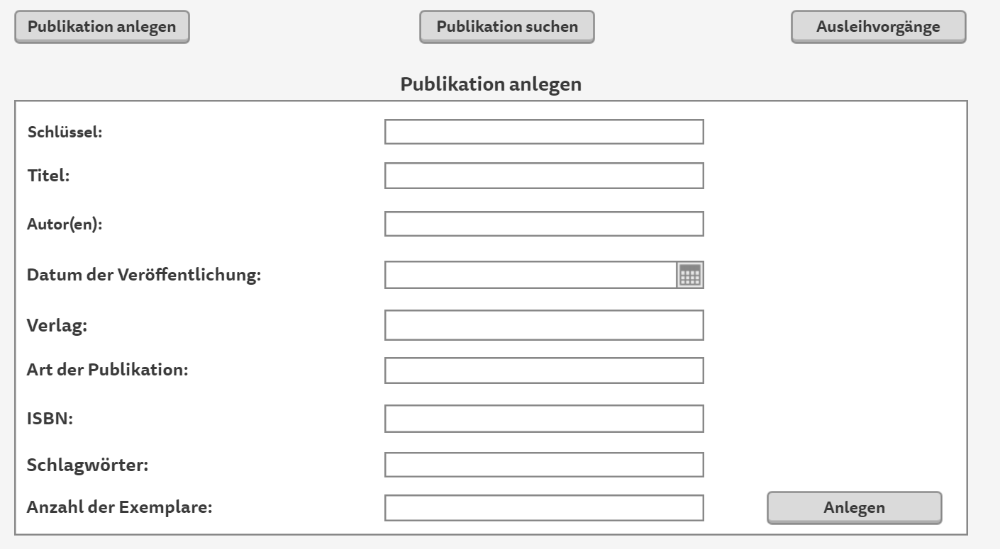 Publikation anlegen
Publikation suchen
Ausleihvorgänge
Publikation anlegen
Schlüssel:
Titel:
Autor(en):
Datum der Veröffentlichung:
Verlag:
Art der Publikation:
ISBN:
Schlagwörter:
Anzahl der Exemplare:
Anlegen